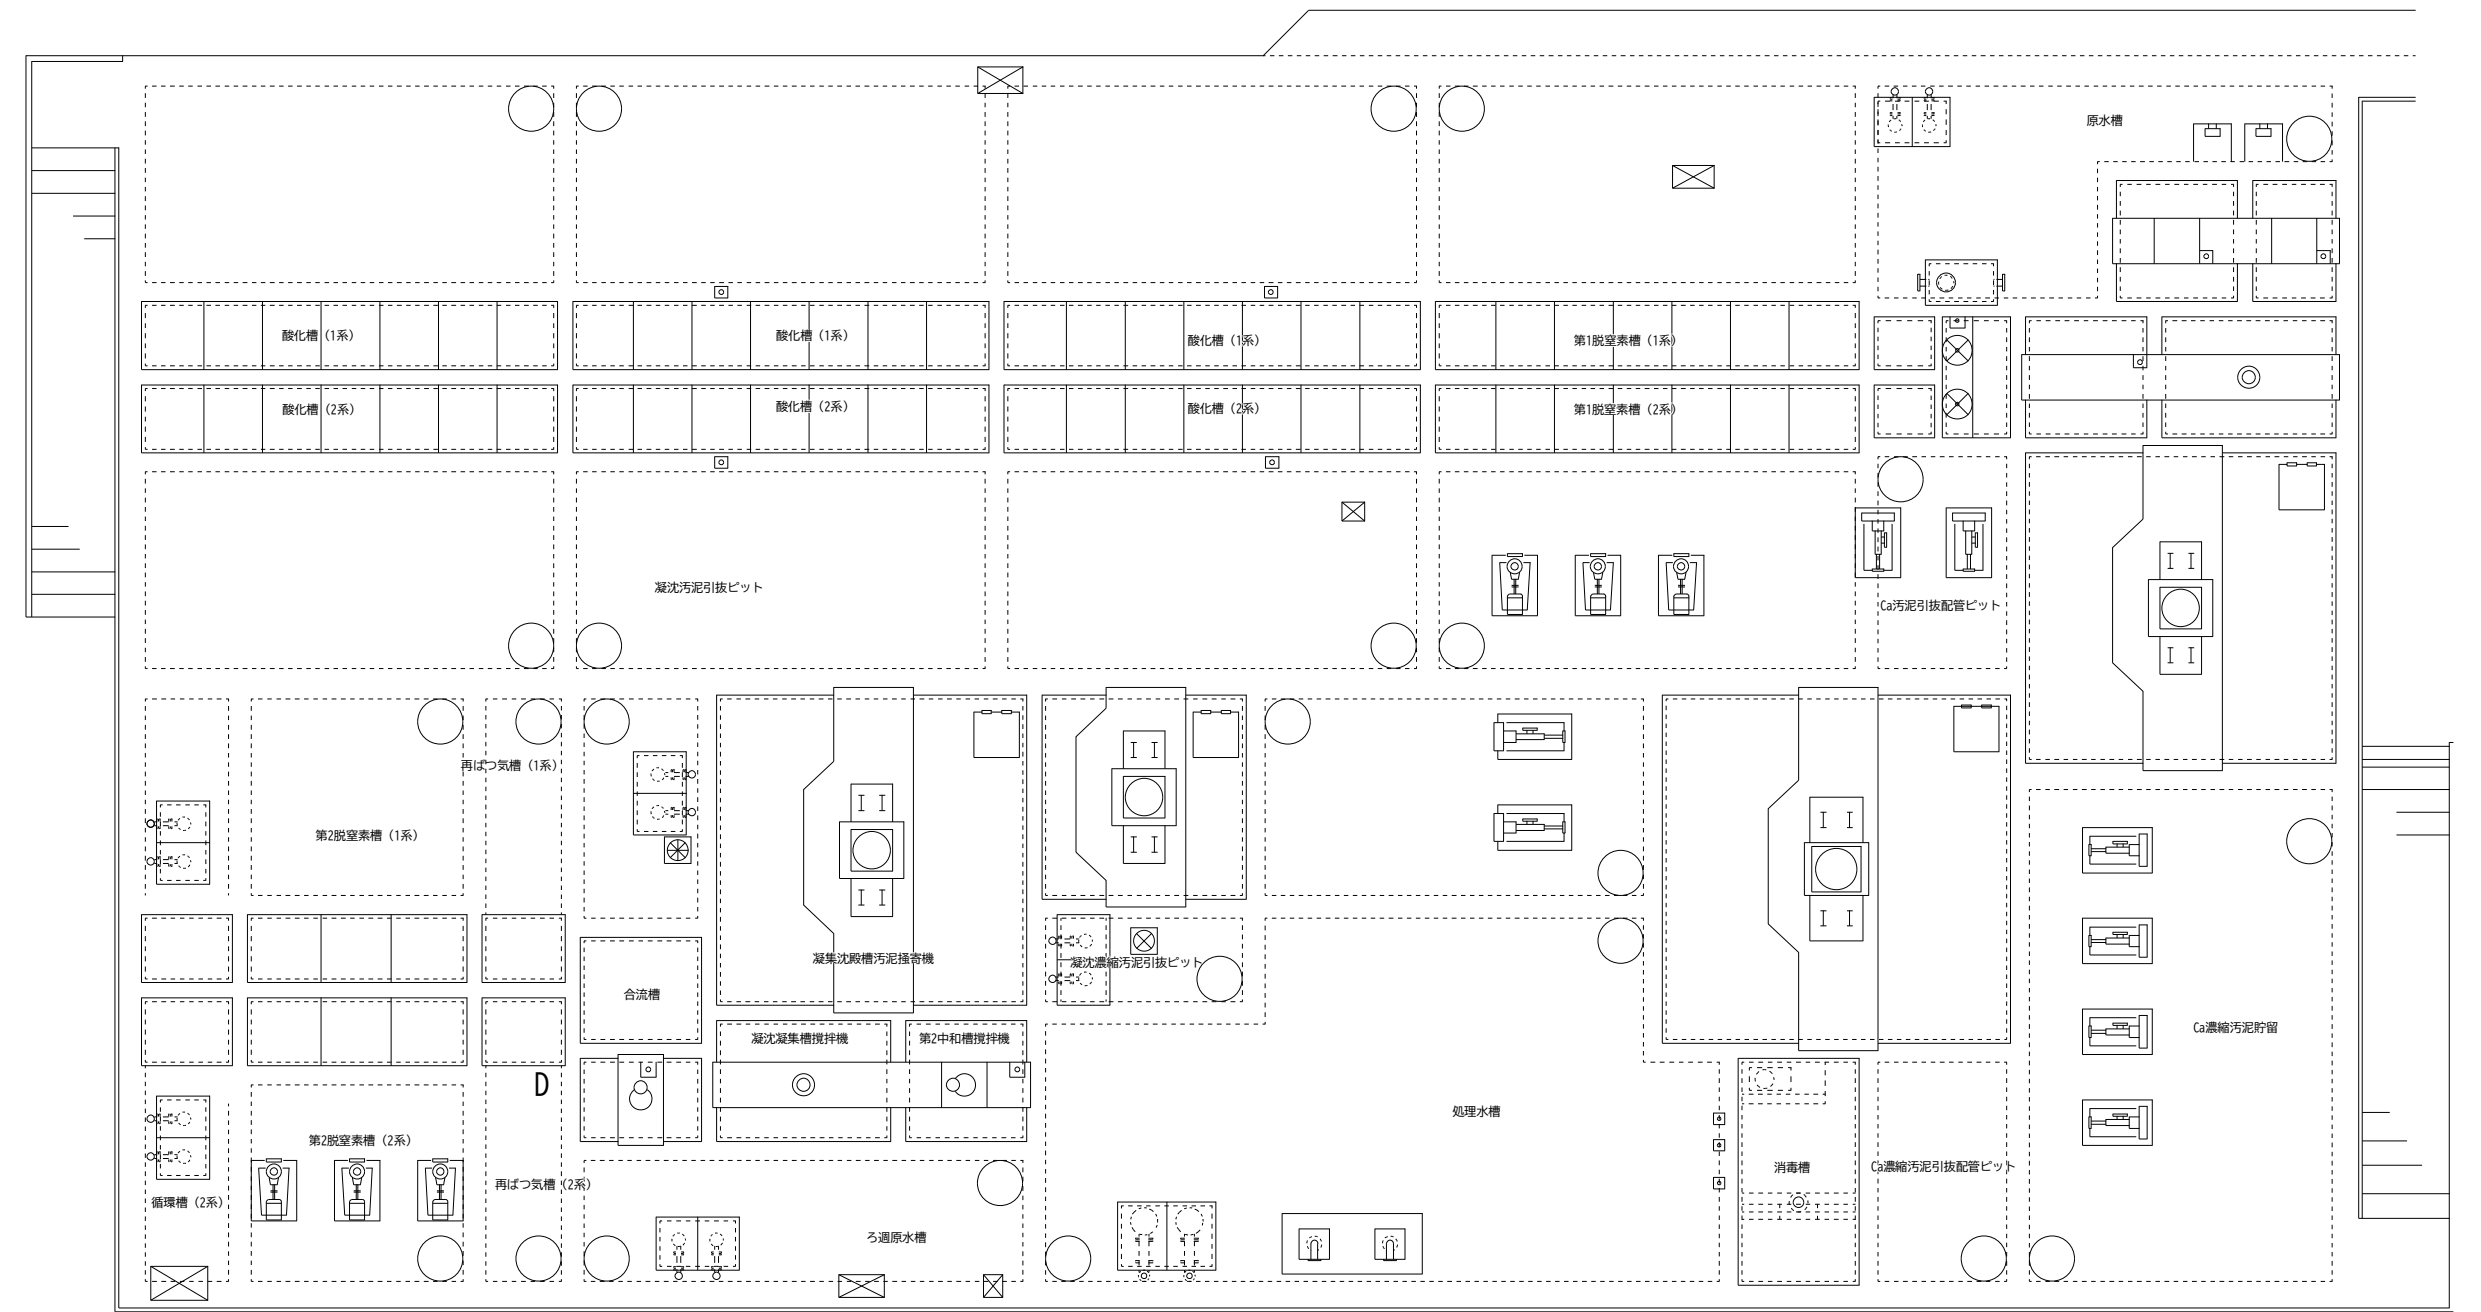 原水槽
酸化槽（1系）
酸化槽（1系）
酸化槽（1系）
第1脱窒素槽（1系）
酸化槽（2系）
酸化槽（2系）
酸化槽（2系）
第1脱窒素槽（2系）
凝沈汚泥引抜ピット
Ca汚泥引抜配管ピット
再ばつ気槽（1系）
第2脱窒素槽（1系）
凝集沈殿槽汚泥掻寄機
凝沈濃縮汚泥引抜ピット
合流槽
Ca濃縮汚泥貯留
凝沈凝集槽撹拌機
第2中和槽撹拌機
D
処理水槽
第2脱窒素槽（2系）
消毒槽
Ca濃縮汚泥引抜配管ピット
再ばつ気槽（2系）
循環槽（2系）
ろ週原水槽